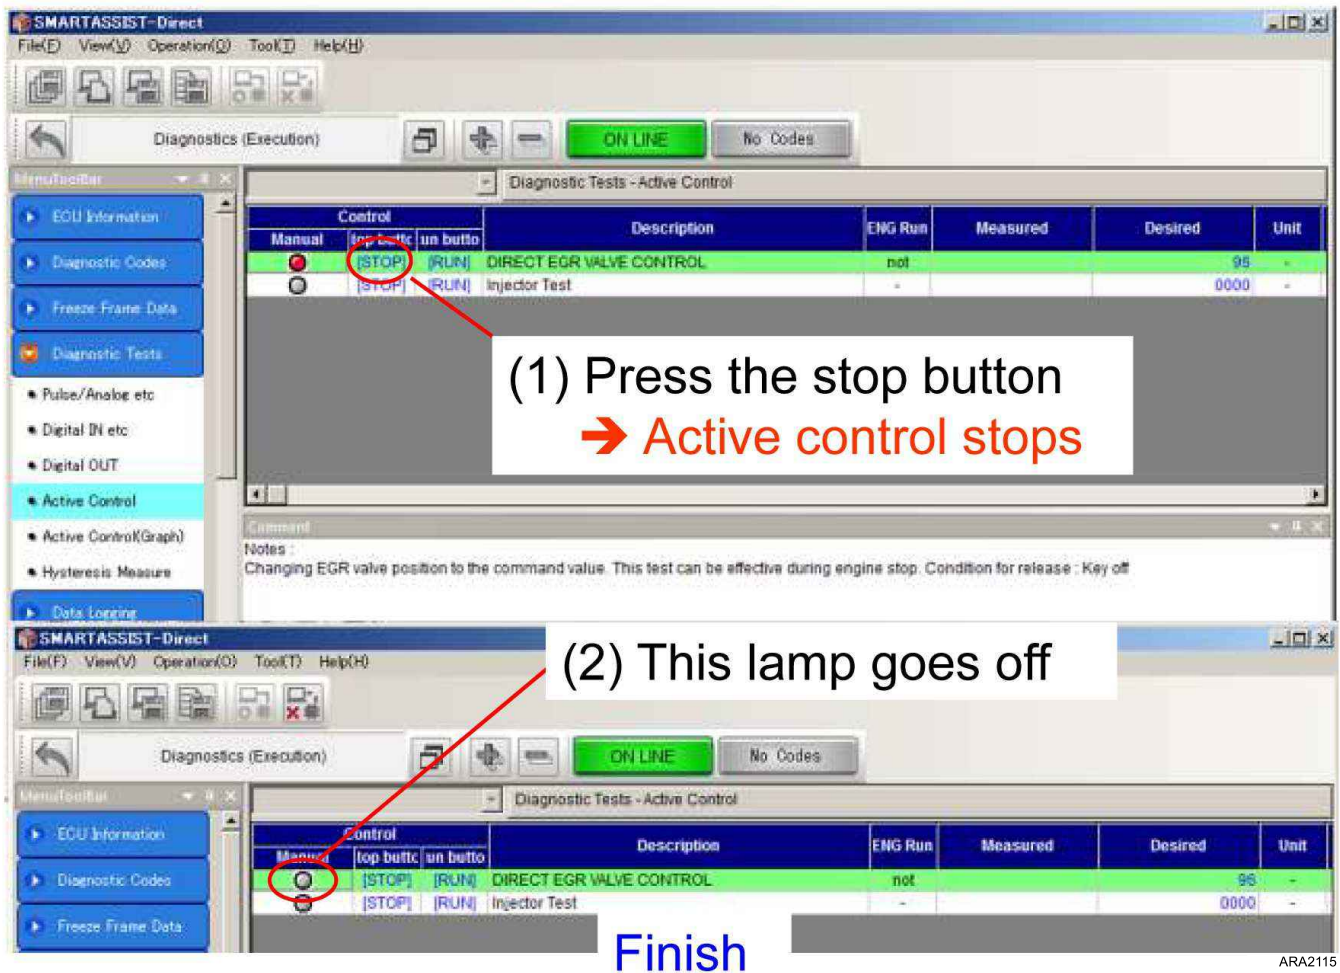 SMARTASSIST-Direct
File(F) View(V) Operation(O) Tool(T) Help(H)
Diagnostics (Execution) ON LINE No Codes
MenuToolBar
Diagnostic Tests - Active Control
ECU Information
Control Description ENG Run Measured Desired Unit
Manual top buttc un butto
Diagnostic Codes
[STOP] [RUN] DIRECT EGR VALVE CONTROL not 95 -
[STOP] [RUN] Injector Test - 0000 -
Freeze Frame Data
Diagnostic Tests
(1) Press the stop button
➔ Active control stops
Pulse/Analog etc
Digital IN etc
Digital OUT
Active Control
Active Control(Graph)
Hysteresis Measure
Data Logging
Comment
Notes :
Changing EGR valve position to the command value. This test can be effective during engine stop. Condition for release : Key off
SMARTASSIST-Direct
(2) This lamp goes off
File(F) View(V) Operation(O) Tool(T) Help(H)
Diagnostics (Execution) ON LINE No Codes
MenuToolBar
Diagnostic Tests - Active Control
ECU Information
Control Description ENG Run Measured Desired Unit
Manual top buttc un butto
Diagnostic Codes
[STOP] [RUN] DIRECT EGR VALVE CONTROL not 96 -
[STOP] [RUN] Injector Test - 0000 -
Freeze Frame Data
Finish
ARA2115